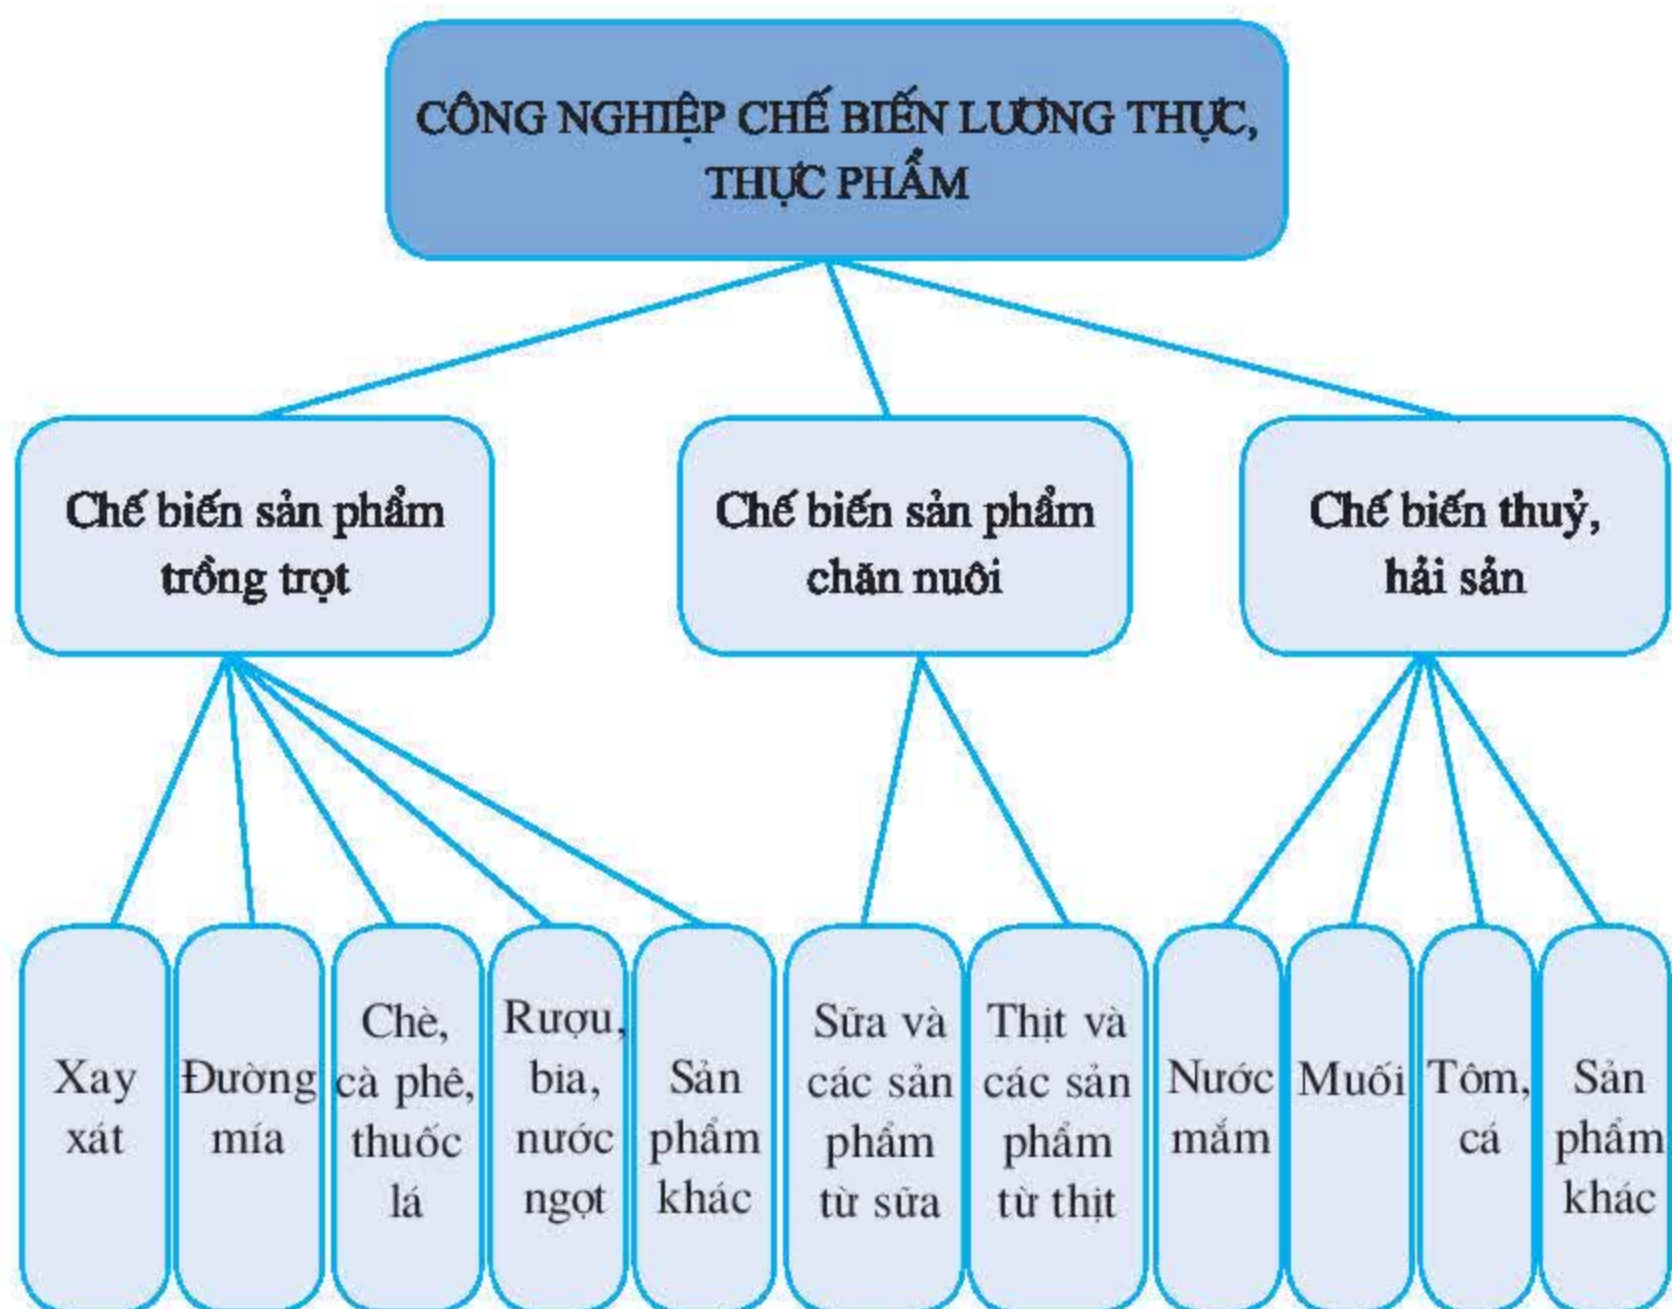 CÔNG NGHIỆP CHẾ BIẾN LƯƠNG THỰC,
THỰC PHẨM
Chế biến sản phẩm
trồng trọt
Chế biến sản phẩm
chăn nuôi
Chế biến thuỷ,
hải sản
Xay
xát
Đường
mía
Chè,
cà phê,
thuốc
lá
Rượu,
bia,
nước
ngọt
Sản
phẩm
khác
Sữa và
các sản
phẩm
từ sữa
Thịt và
các sản
phẩm
từ thịt
Nước
mắm
Muối
Tôm,
cá
Sản
phẩm
khác